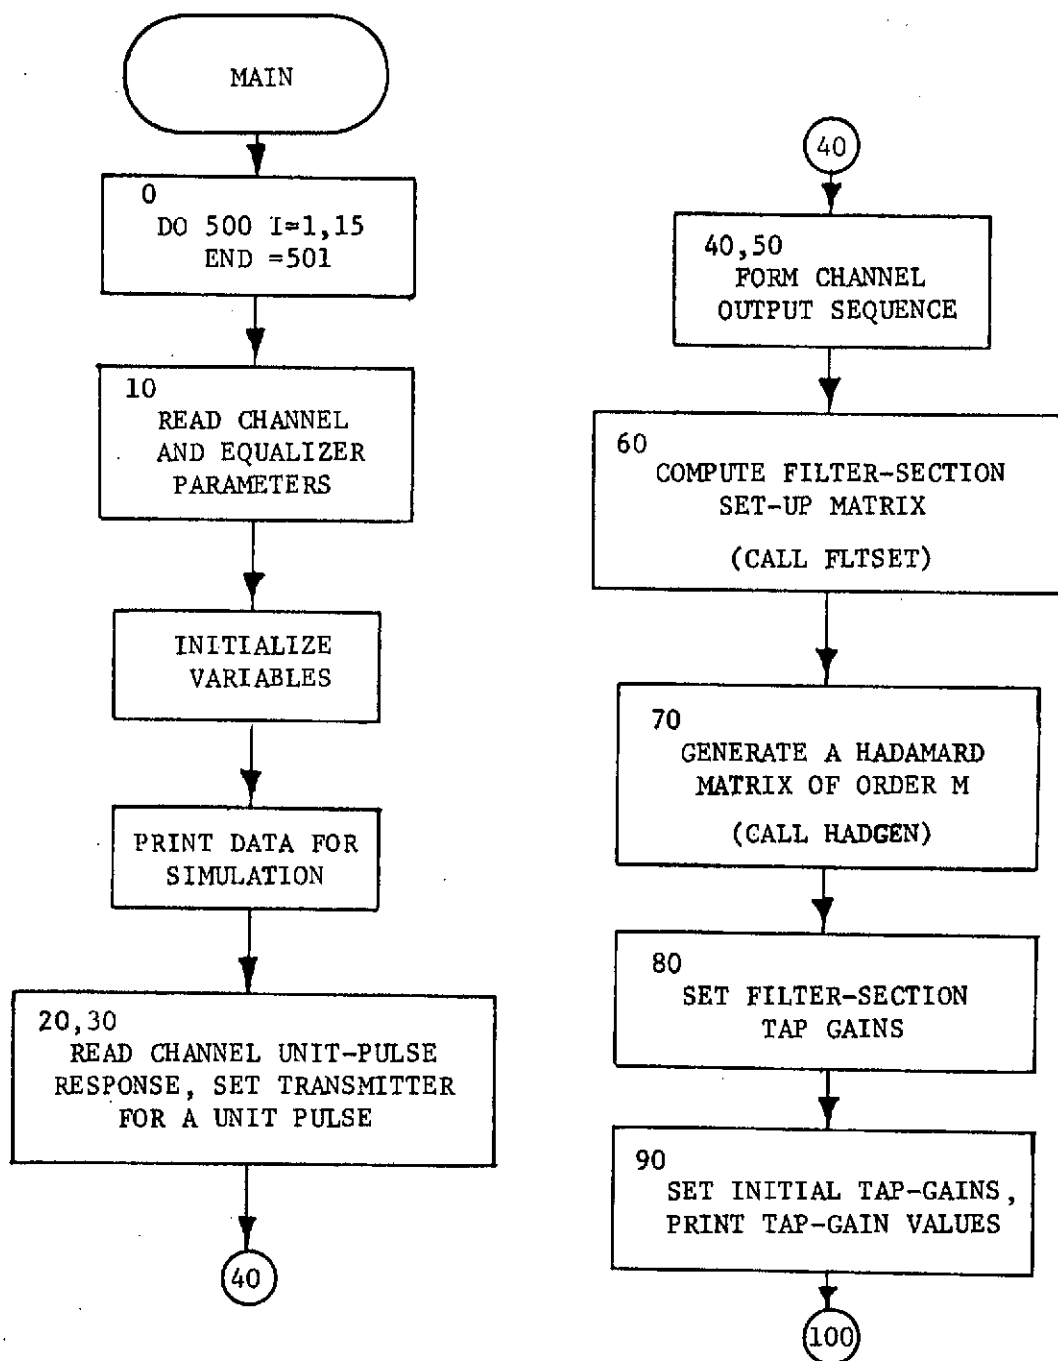 MAIN
0
DO 500 I=1,15
END =501
10
READ CHANNEL
AND EQUALIZER
PARAMETERS
INITIALIZE
VARIABLES
PRINT DATA FOR
SIMULATION
20,30
READ CHANNEL UNIT-PULSE
RESPONSE, SET TRANSMITTER
FOR A UNIT PULSE
40
40
40,50
FORM CHANNEL
OUTPUT SEQUENCE
60
COMPUTE FILTER-SECTION
SET-UP MATRIX
(CALL FLTSET)
70
GENERATE A HADAMARD
MATRIX OF ORDER M
(CALL HADGEN)
80
SET FILTER-SECTION
TAP GAINS
90
SET INITIAL TAP-GAINS,
PRINT TAP-GAIN VALUES
100